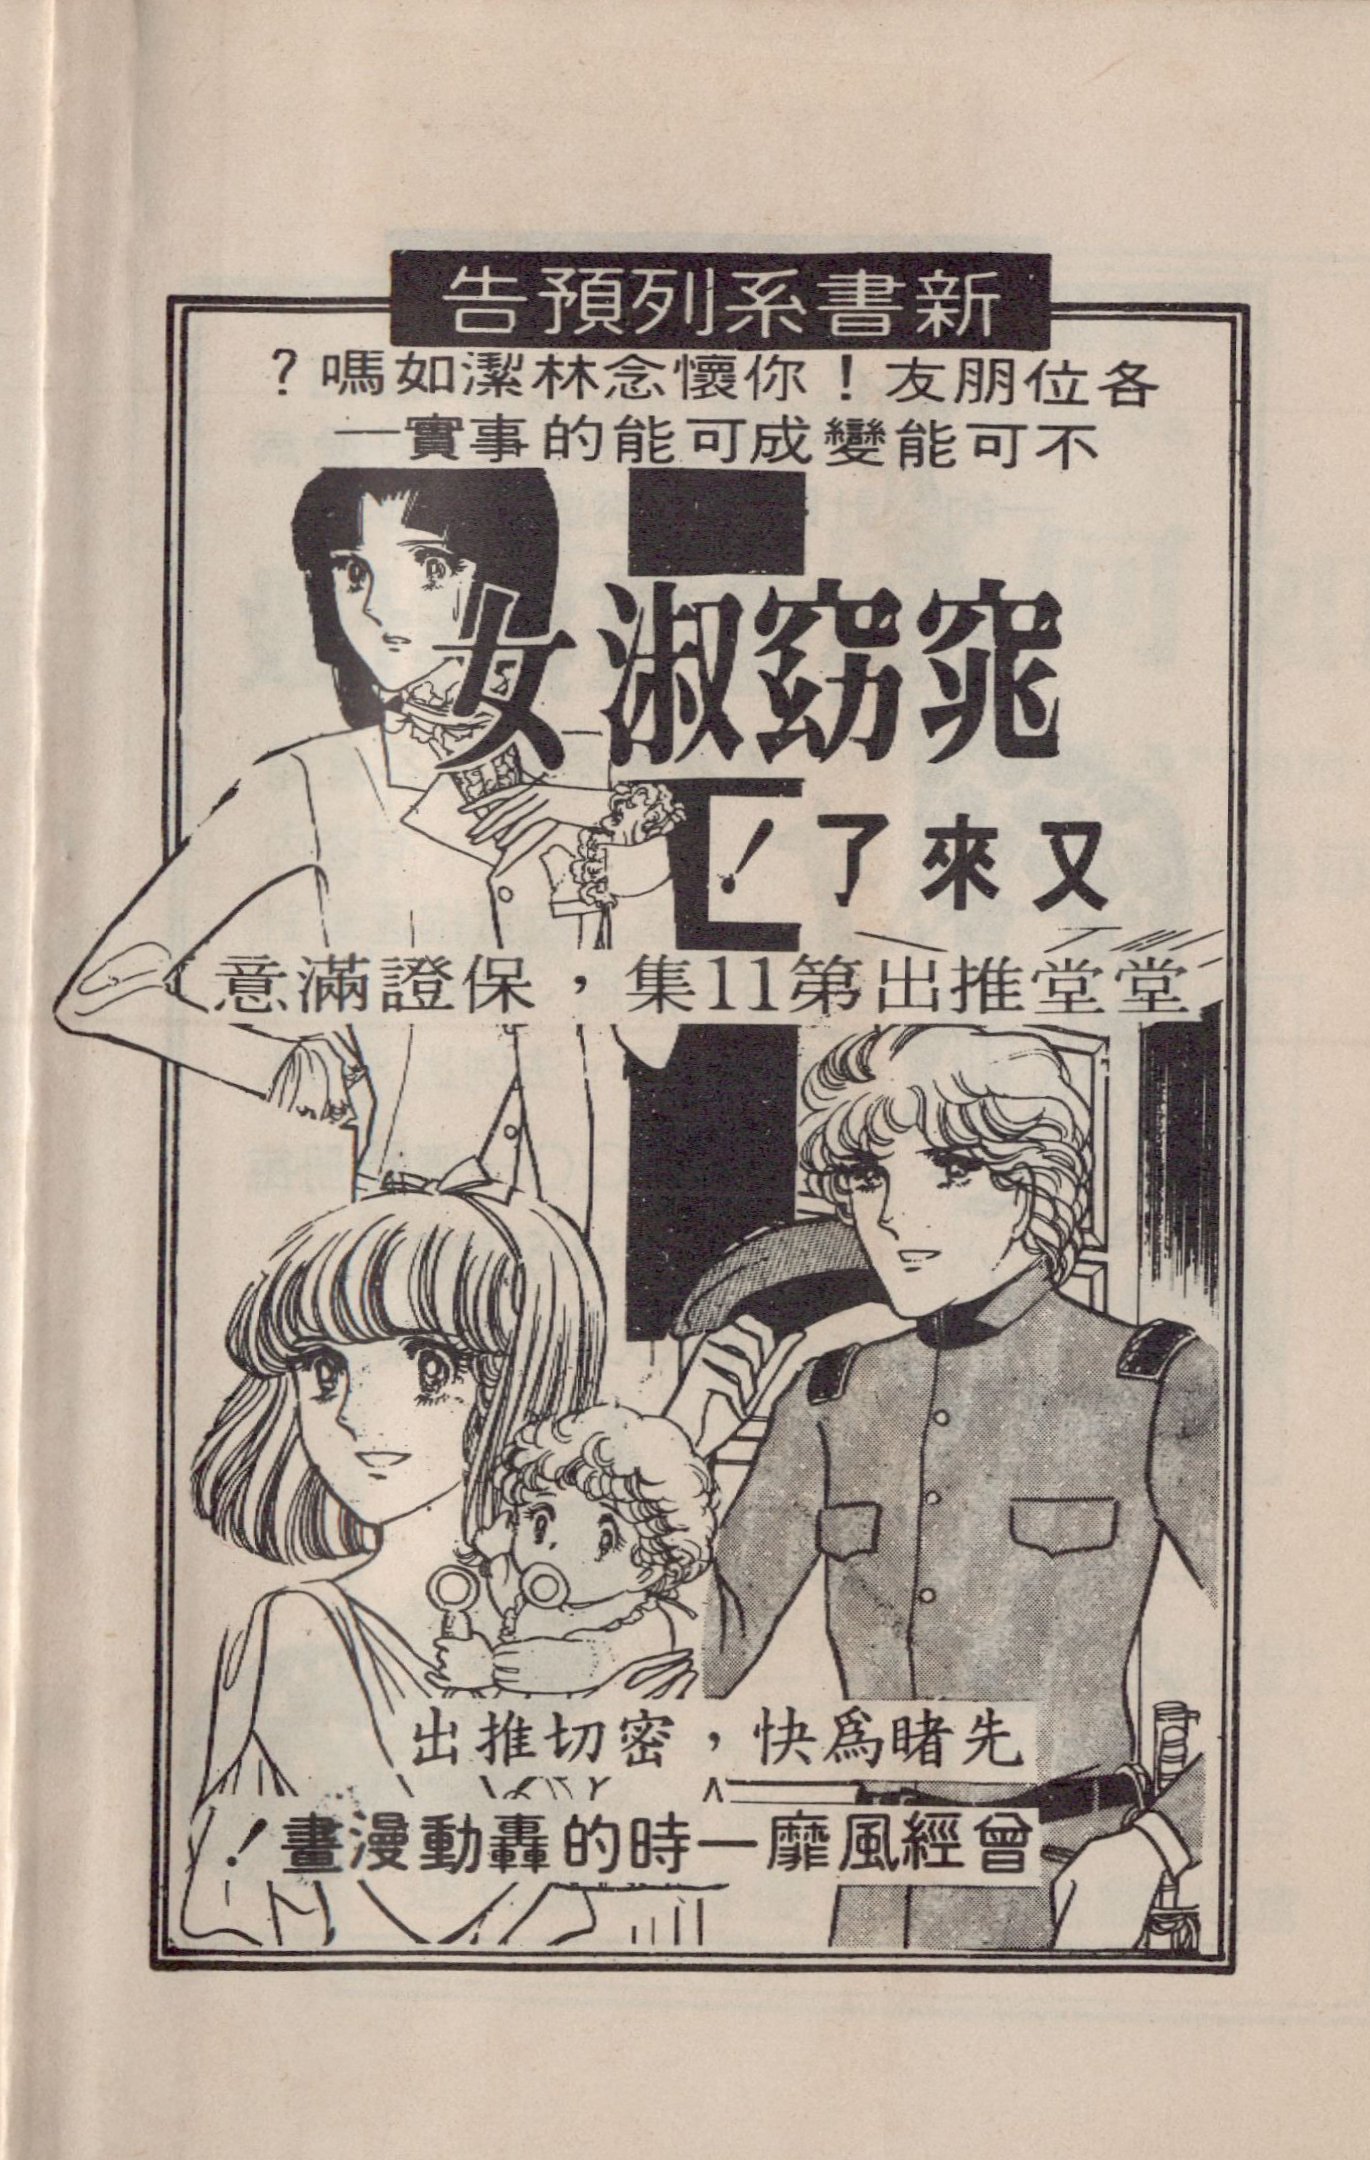 新書系列預告
各位朋友！你懷念林潔如嗎？
不可能變成可能的事實—
窈窕淑女
又來了！
堂堂推出第11集，保證滿意
先睹為快，密切推出
曾經風靡一時的轟動漫畫！